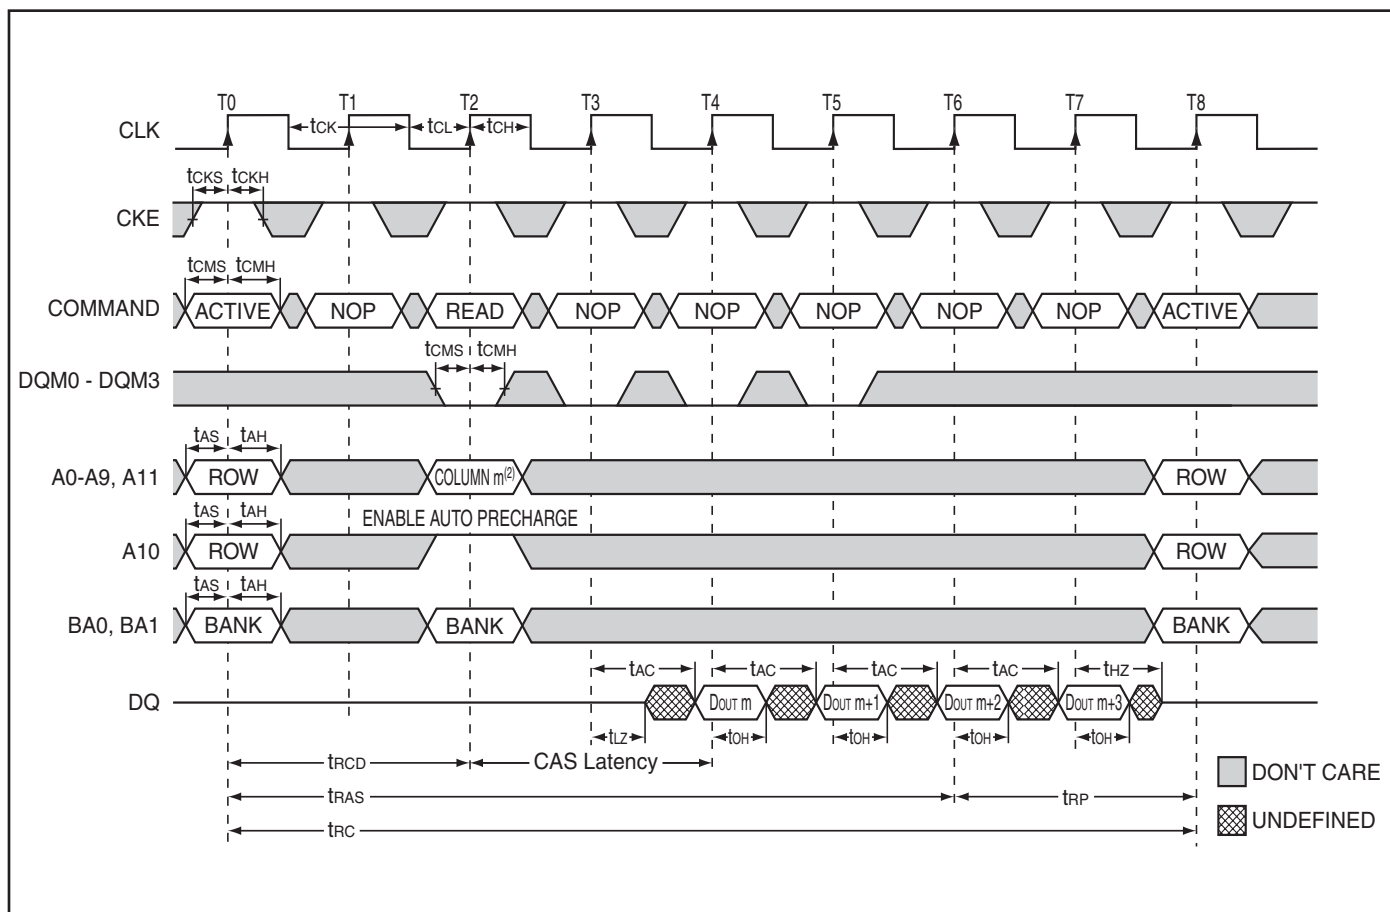 T0 T1 T2 T3 T4 T5 T6 T7 T8
CLK tCK tCL tCH
tCKS tCKH
CKE
tCMS tCMH
COMMAND ACTIVE NOP READ NOP NOP NOP NOP NOP ACTIVE
tCMS tCMH
DQM0 - DQM3
tAS tAH
A0-A9, A11 ROW COLUMN m(2) ROW
tAS tAH ENABLE AUTO PRECHARGE
A10 ROW ROW
tAS tAH
BA0, BA1 BANK BANK BANK
tAC tAC tAC tAC tHZ
DQ DOUT m DOUT m+1 DOUT m+2 DOUT m+3
tLZ tOH tOH tOH tOH
tRCD CAS Latency
DON'T CARE
tRAS tRP
UNDEFINED
tRC